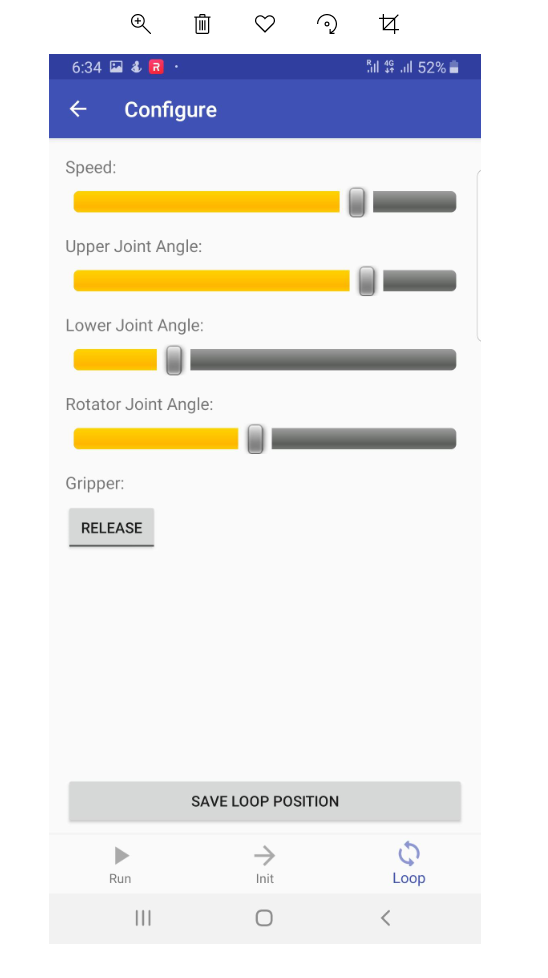 6:34 R 4G 52%
Configure
Speed:
Upper Joint Angle:
Lower Joint Angle:
Rotator Joint Angle:
Gripper:
RELEASE
SAVE LOOP POSITION
Run Init Loop